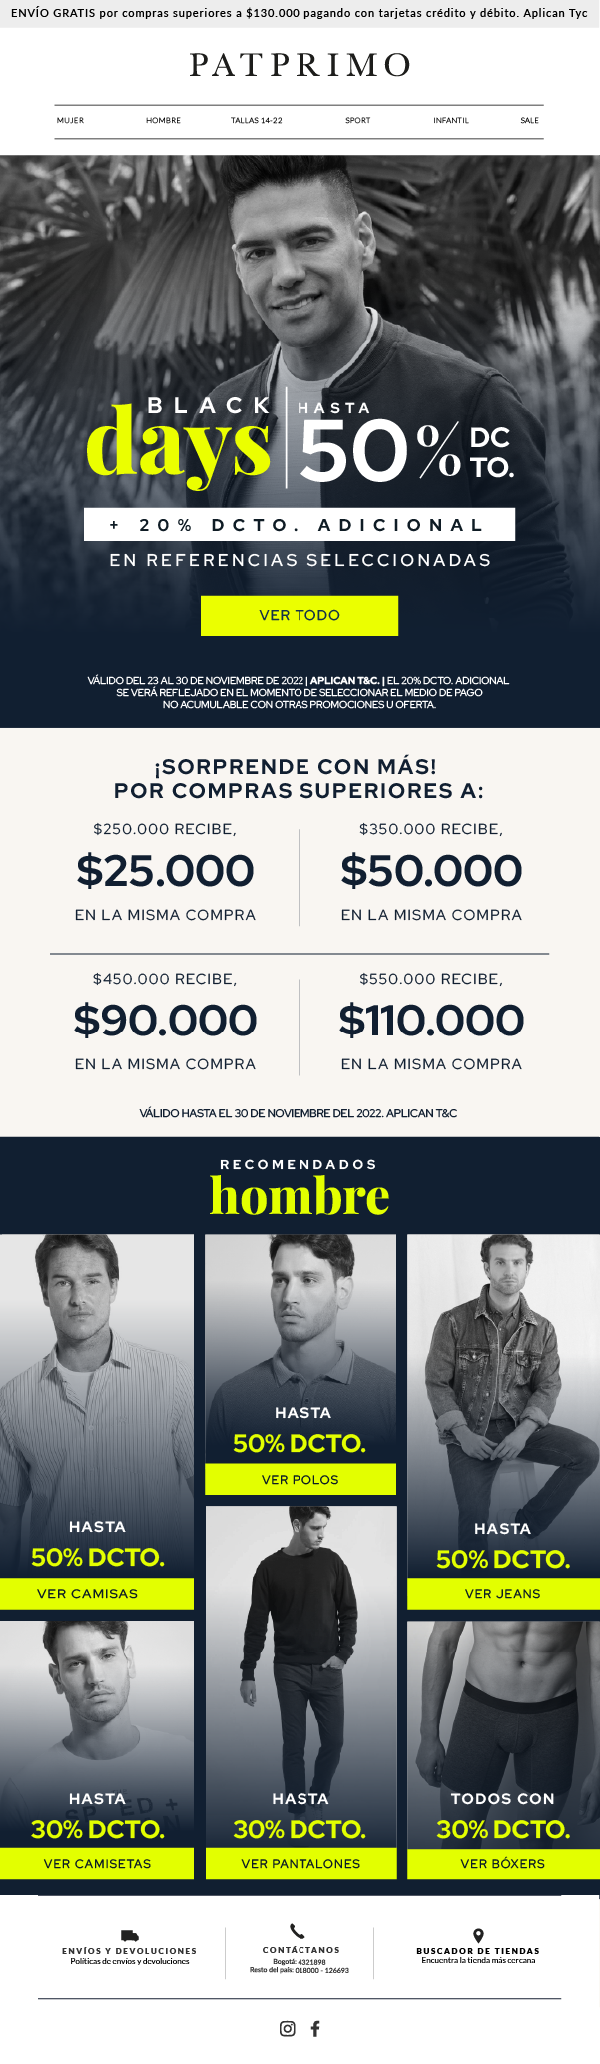 ENVÍO GRATIS por compras superiores a $130.000 pagando con tarjetas crédito y débito. Aplican Tyc
PATPRIMO
MUJER HOMBRE TALLAS 14-22 SPORT INFANTIL SALE
BLACK days
HASTA 50% DCTO.
+ 20% DCTO. ADICIONAL
EN REFERENCIAS SELECCIONADAS
VER TODO
VÁLIDO DEL 23 AL 30 DE NOVIEMBRE DE 2022 | APLICAN T&C. | EL 20% DCTO. ADICIONAL
SE VERÁ REFLEJADO EN EL MOMENTO DE SELECCIONAR EL MEDIO DE PAGO
NO ACUMULABLE CON OTRAS PROMOCIONES U OFERTA.
¡SORPRENDE CON MÁS!
POR COMPRAS SUPERIORES A:
$250.000 RECIBE,
$25.000
EN LA MISMA COMPRA
$350.000 RECIBE,
$50.000
EN LA MISMA COMPRA
$450.000 RECIBE,
$90.000
EN LA MISMA COMPRA
$550.000 RECIBE,
$110.000
EN LA MISMA COMPRA
VÁLIDO HASTA EL 30 DE NOVIEMBRE DEL 2022. APLICAN T&C
RECOMENDADOS
hombre
HASTA
50% DCTO.
VER CAMISAS
HASTA
50% DCTO.
VER POLOS
HASTA
50% DCTO.
VER JEANS
HASTA
30% DCTO.
VER CAMISETAS
HASTA
30% DCTO.
VER PANTALONES
TODOS CON
30% DCTO.
VER BÓXERS
ENVÍOS Y DEVOLUCIONES
Políticas de envíos y devoluciones
CONTÁCTANOS
Bogotá: 4321898
Resto del país: 018000 - 126693
BUSCADOR DE TIENDAS
Encuentra la tienda más cercana